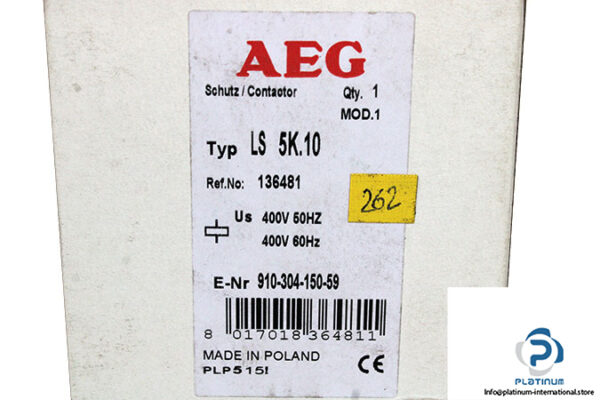 AEG
Schutz / Contactor Qty. 1
MOD.1
Typ LS 5K.10
Ref.No: 136481
262
Us 400V 50HZ
400V 60Hz
E-Nr 910-304-150-59
8 017018 364811
MADE IN POLAND
PLP515I
CE
PLATINUM
Info@platinum-international.store